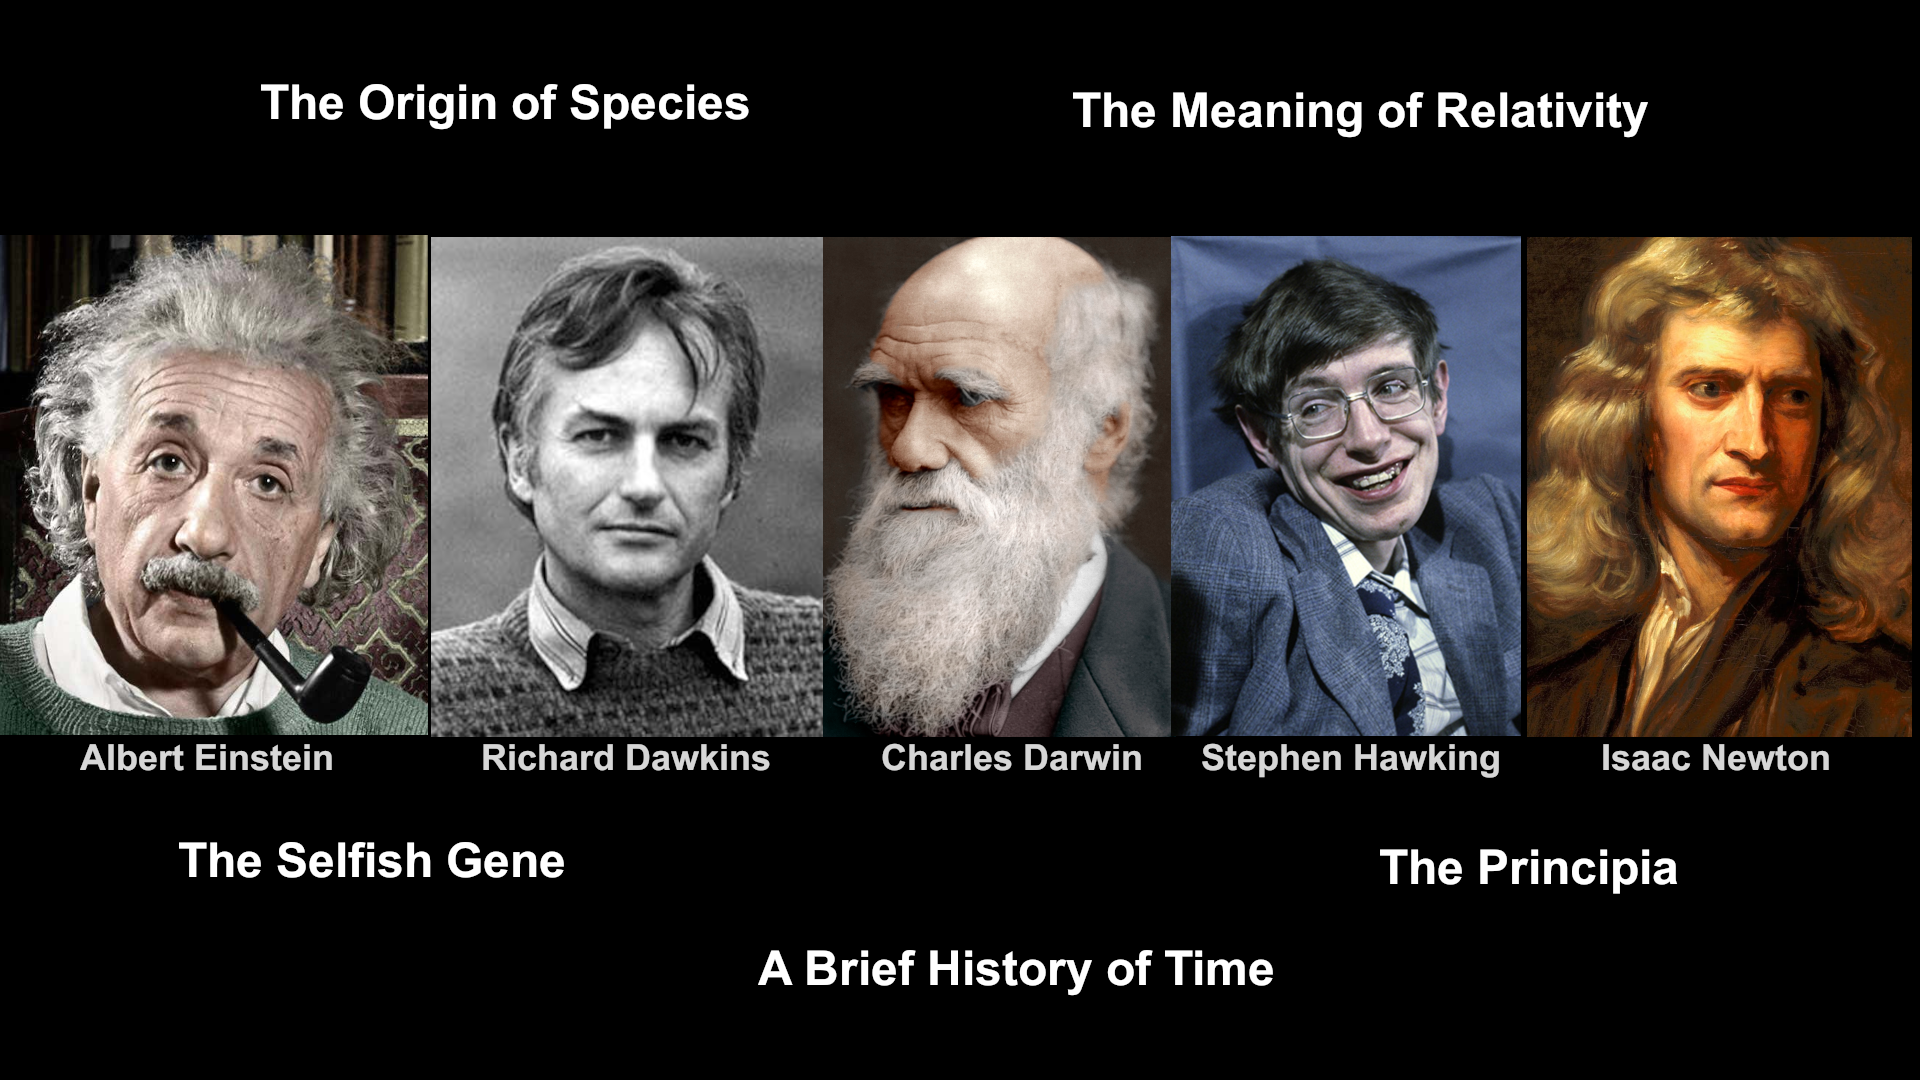 The Origin of Species
The Meaning of Relativity
Albert Einstein
Richard Dawkins
Charles Darwin
Stephen Hawking
Isaac Newton
The Selfish Gene
The Principia
A Brief History of Time